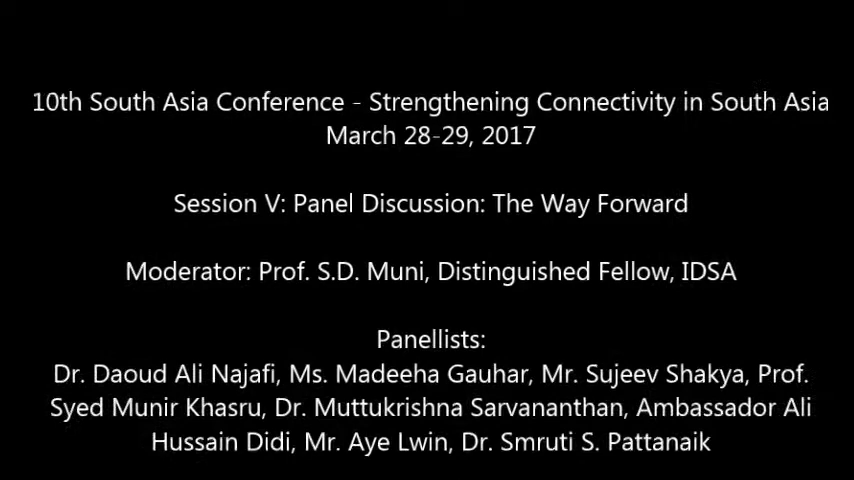 10th South Asia Conference - Strengthening Connectivity in South Asia
March 28-29, 2017
Session V: Panel Discussion: The Way Forward
Moderator: Prof. S.D. Muni, Distinguished Fellow, IDSA
Panellists:
Dr. Daoud Ali Najafi, Ms. Madeeha Gauhar, Mr. Sujeev Shakya, Prof.
Syed Munir Khasru, Dr. Muttukrishna Sarvananthan, Ambassador Ali
Hussain Didi, Mr. Aye Lwin, Dr. Smruti S. Pattanaik